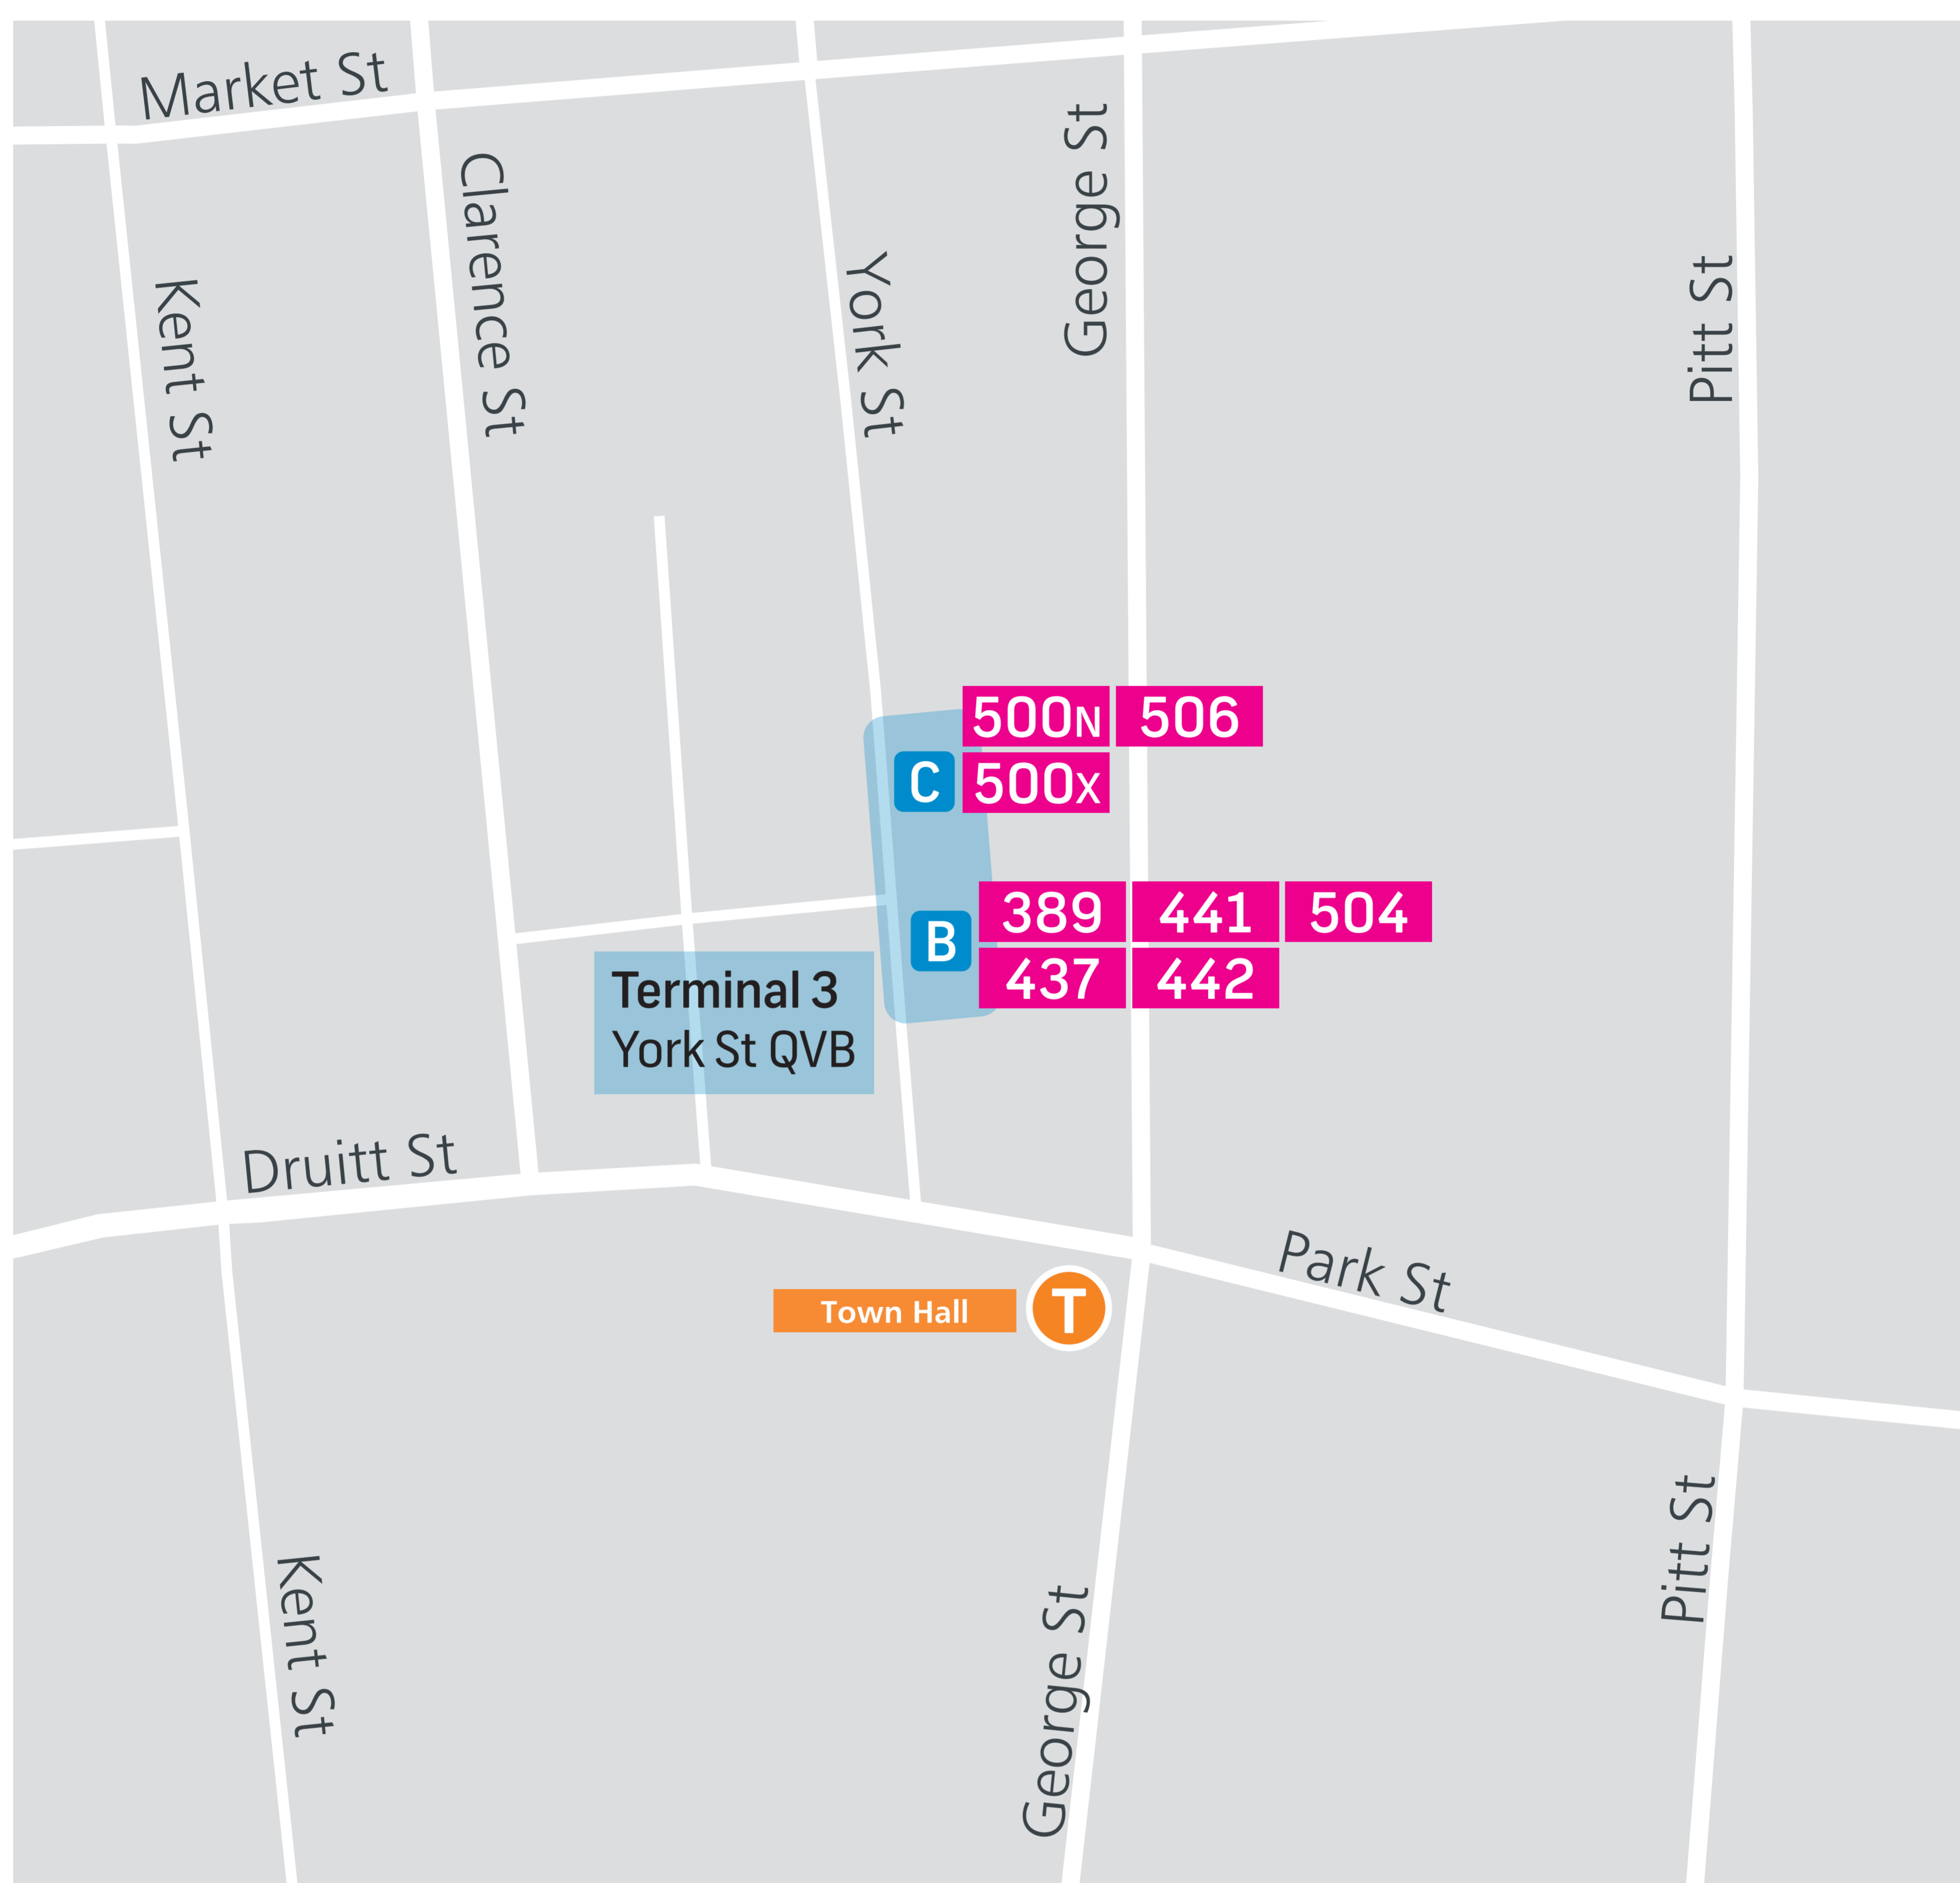 Market St
Clarence St
George St
York St
Pitt St
Kent St
500N 506
C
500X
389 441 504
B
437 442
Terminal 3
York St QVB
Druitt St
Park St
Town Hall
T
Kent St
George St
Pitt St